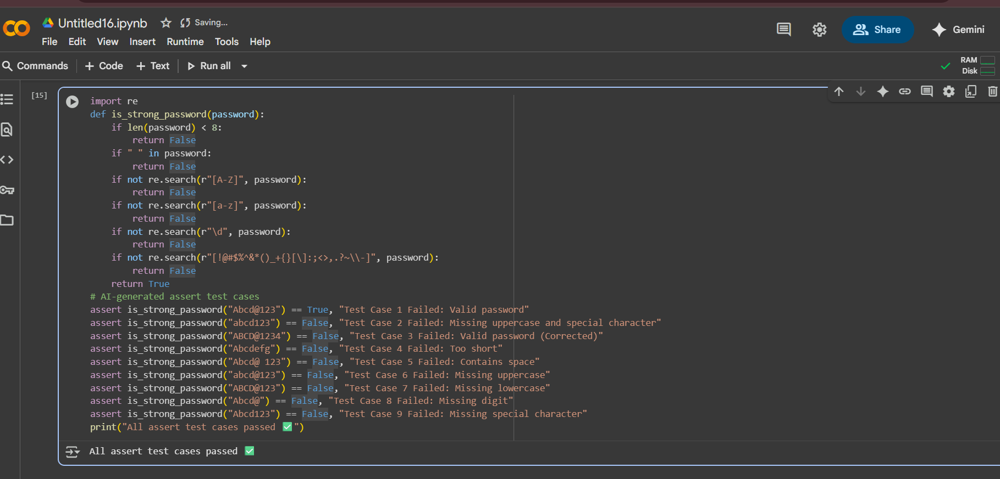 Untitled16.ipynb Saving...
File Edit View Insert Runtime Tools Help
Share Gemini
Commands + Code + Text Run all
RAM
Disk
[15]
import re
def is_strong_password(password):
    if len(password) < 8:
        return False
    if " " in password:
        return False
    if not re.search(r"[A-Z]", password):
        return False
    if not re.search(r"[a-z]", password):
        return False
    if not re.search(r"\d", password):
        return False
    if not re.search(r"[!@#$%^&*()_+{}[\]:;<>,.?~\\-]", password):
        return False
    return True
# AI-generated assert test cases
assert is_strong_password("Abcd@123") == True, "Test Case 1 Failed: Valid password"
assert is_strong_password("abcd123") == False, "Test Case 2 Failed: Missing uppercase and special character"
assert is_strong_password("ABCD@1234") == False, "Test Case 3 Failed: Valid password (Corrected)"
assert is_strong_password("Abcdefg") == False, "Test Case 4 Failed: Too short"
assert is_strong_password("Abcd@ 123") == False, "Test Case 5 Failed: Contains space"
assert is_strong_password("abcd@123") == False, "Test Case 6 Failed: Missing uppercase"
assert is_strong_password("ABCD@123") == False, "Test Case 7 Failed: Missing lowercase"
assert is_strong_password("Abcd@") == False, "Test Case 8 Failed: Missing digit"
assert is_strong_password("Abcd123") == False, "Test Case 9 Failed: Missing special character"
print("All assert test cases passed ✅")
All assert test cases passed ✅